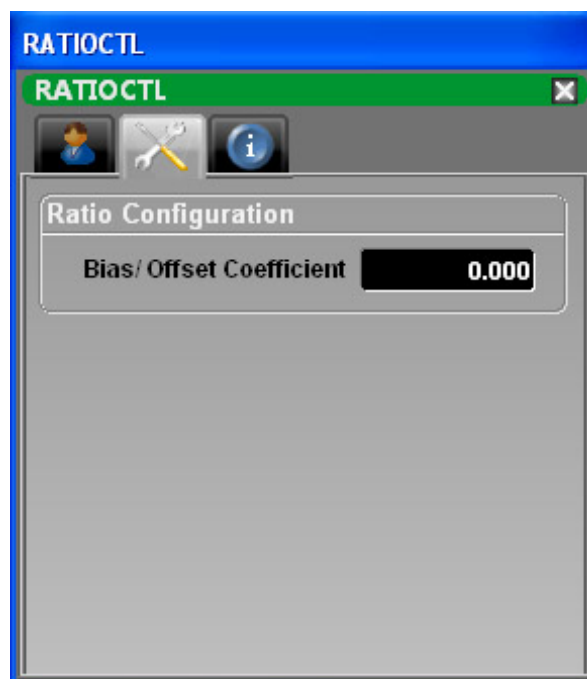 RATIOCTL
RATIOCTL
Ratio Configuration
Bias/ Offset Coefficient 0.000